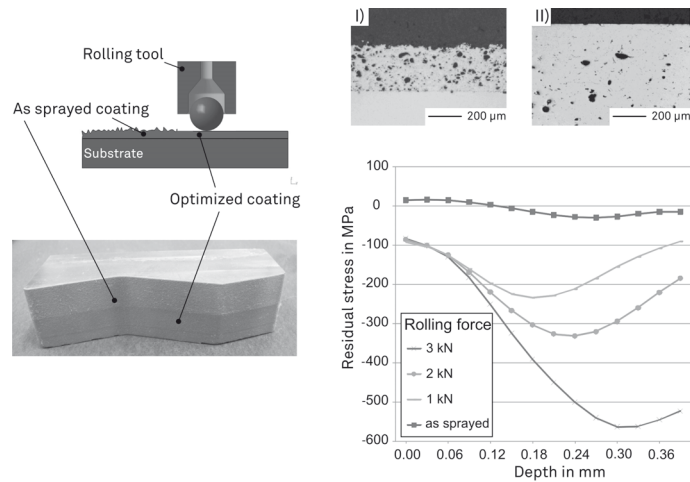 Rolling tool
As sprayed coating
Substrate
Optimized coating
I)
200 µm
II)
200 µm
Residual stress in MPa
100
0
-100
-200
-300
-400
-500
-600
Rolling force
3 kN
2 kN
1 kN
as sprayed
0.00 0.06 0.12 0.18 0.24 0.30 0.36
Depth in mm